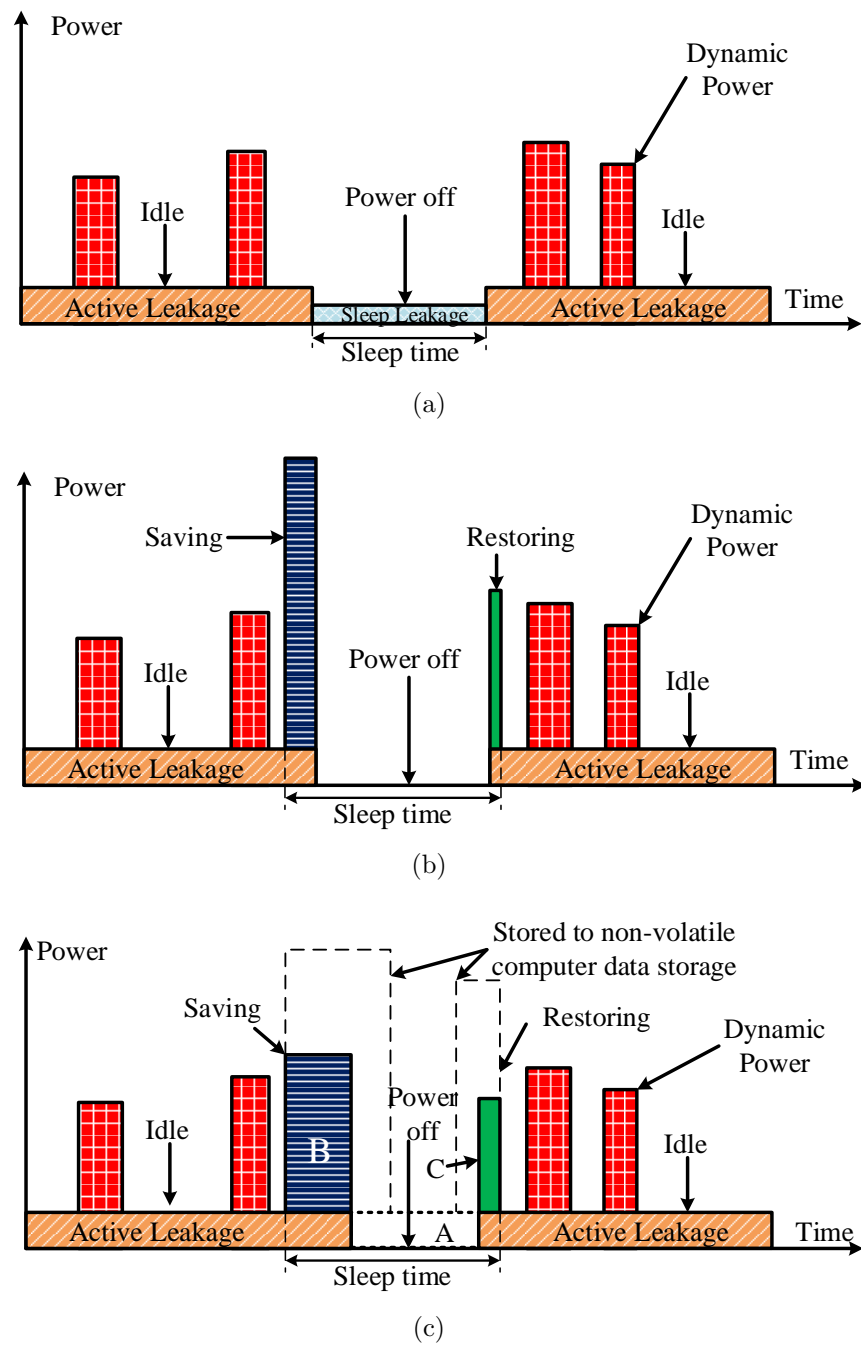 Power
Dynamic
Power
Idle
Power off
Idle
Active Leakage
Sleep Leakage
Active Leakage
Time
Sleep time
(a)
Power
Saving
Restoring
Dynamic
Power
Idle
Power off
Idle
Active Leakage
Active Leakage
Time
Sleep time
(b)
Power
Stored to non-volatile
computer data storage
Saving
Restoring
Dynamic
Power
Idle
B
Power
off
C
Idle
Active Leakage
A
Active Leakage
Time
Sleep time
(c)